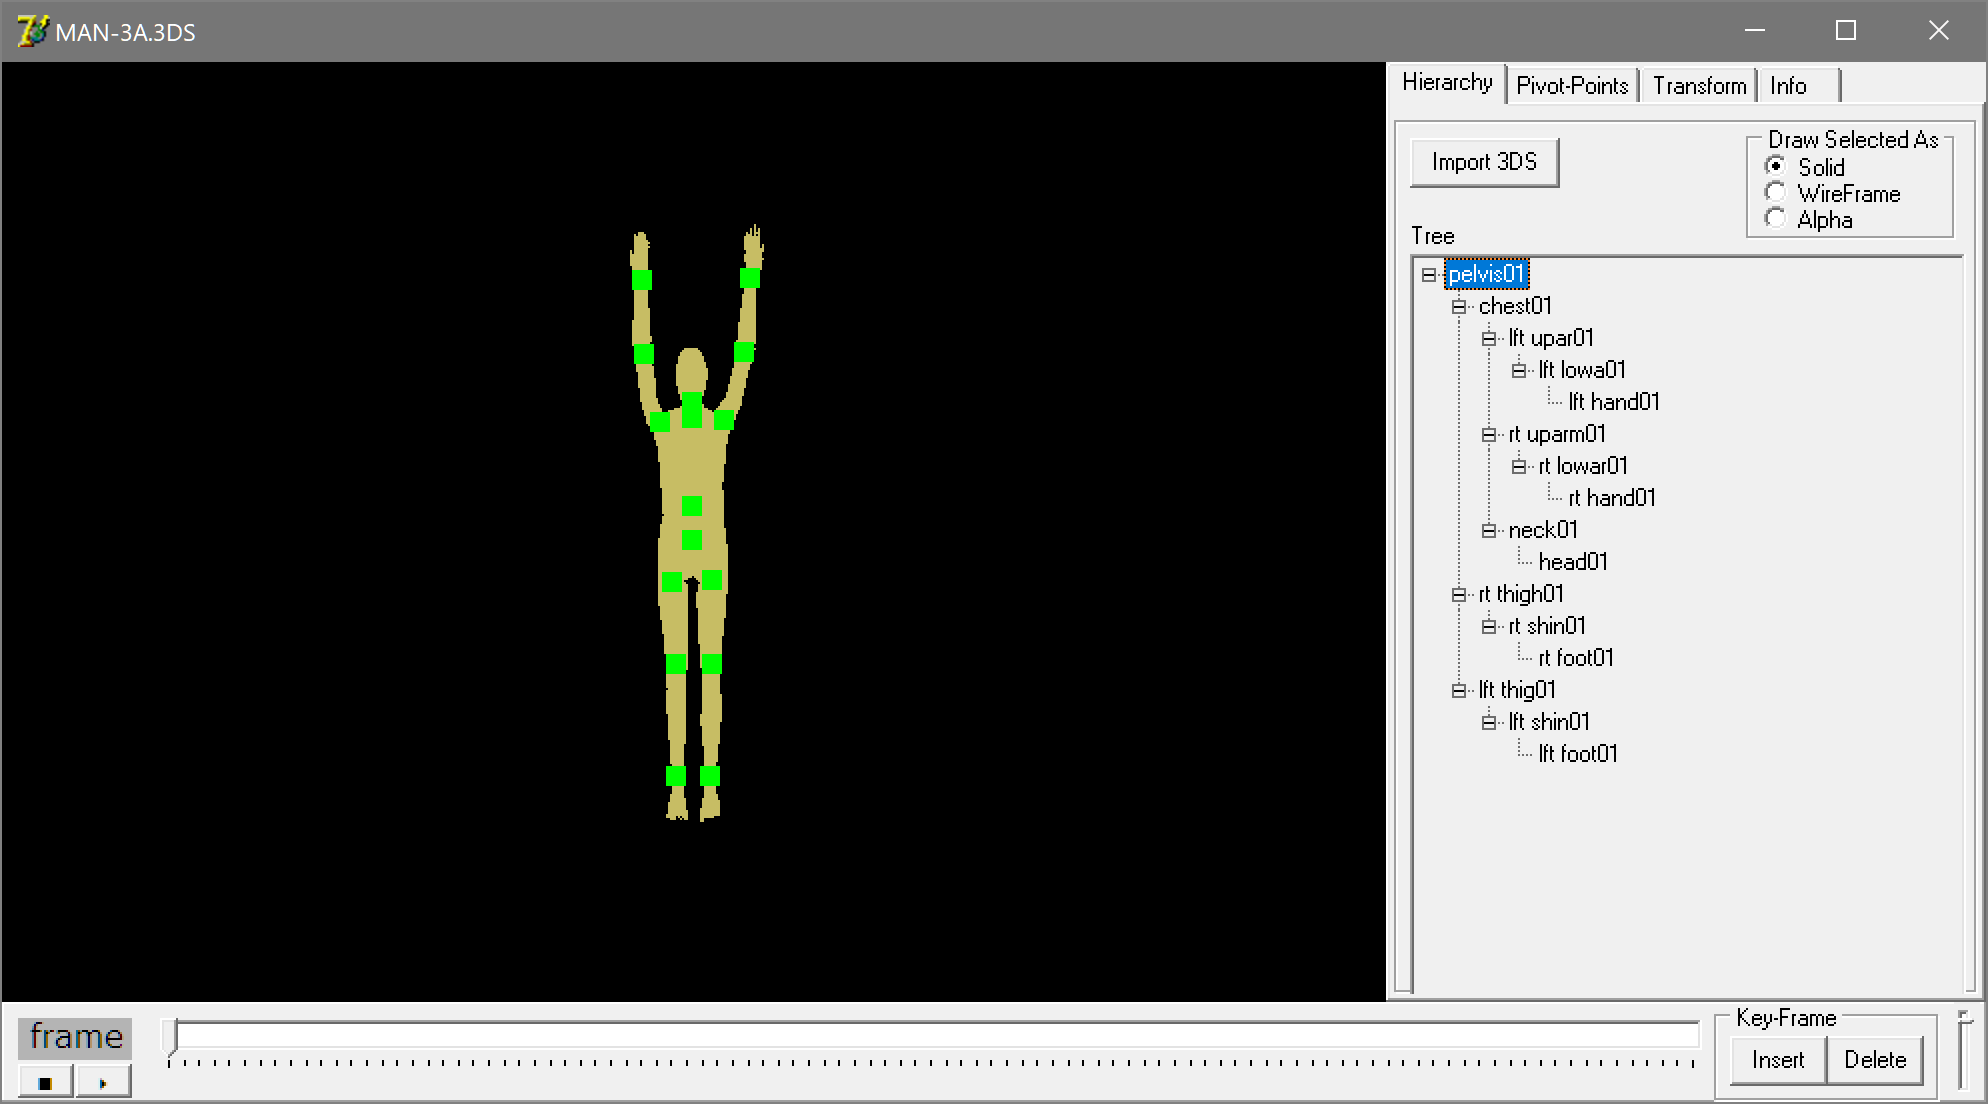 MAN-3A.3DS
Hierarchy Pivot-Points Transform Info
Import 3DS
Draw Selected As
Solid
WireFrame
Alpha
Tree
pelvis01
chest01
lft upar01
lft lowa01
lft hand01
rt uparm01
rt lowar01
rt hand01
neck01
head01
rt thigh01
rt shin01
rt foot01
lft thig01
lft shin01
lft foot01
frame
Key-Frame
Insert Delete